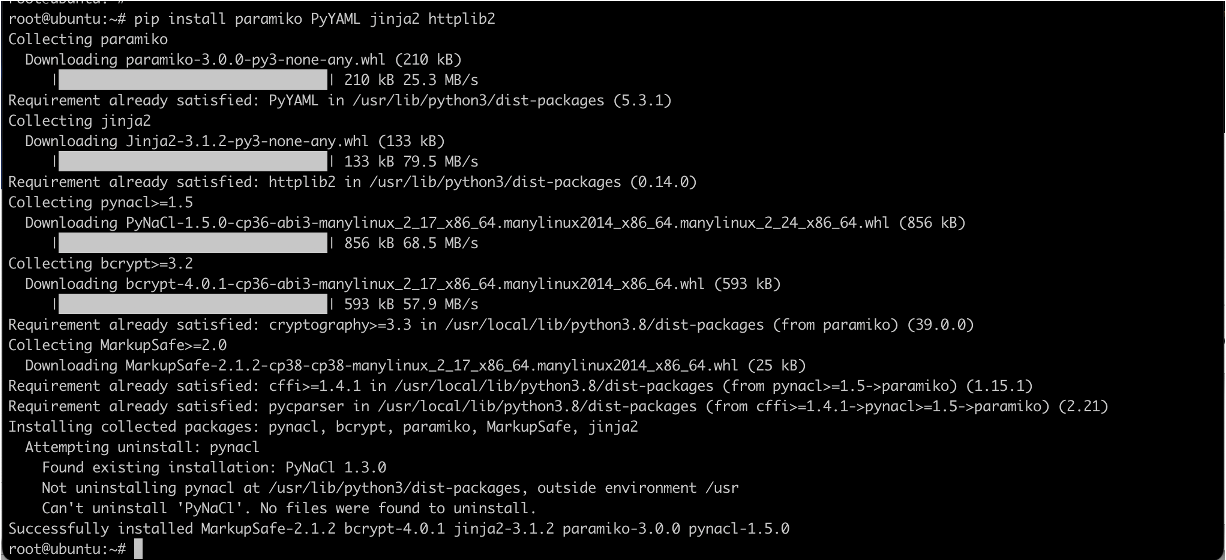 root@ubuntu:~# pip install paramiko PyYAML jinja2 httplib2
Collecting paramiko
Downloading paramiko-3.0.0-py3-none-any.whl (210 kB)
| | 210 kB 25.3 MB/s
Requirement already satisfied: PyYAML in /usr/lib/python3/dist-packages (5.3.1)
Collecting jinja2
Downloading Jinja2-3.1.2-py3-none-any.whl (133 kB)
| | 133 kB 79.5 MB/s
Requirement already satisfied: httplib2 in /usr/lib/python3/dist-packages (0.14.0)
Collecting pynacl>=1.5
Downloading PyNaCl-1.5.0-cp36-abi3-manylinux_2_17_x86_64.manylinux2014_x86_64.manylinux_2_24_x86_64.whl (856 kB)
| | 856 kB 68.5 MB/s
Collecting bcrypt>=3.2
Downloading bcrypt-4.0.1-cp36-abi3-manylinux_2_17_x86_64.manylinux2014_x86_64.whl (593 kB)
| | 593 kB 57.9 MB/s
Requirement already satisfied: cryptography>=3.3 in /usr/local/lib/python3.8/dist-packages (from paramiko) (39.0.0)
Collecting MarkupSafe>=2.0
Downloading MarkupSafe-2.1.2-cp38-cp38-manylinux_2_17_x86_64.manylinux2014_x86_64.whl (25 kB)
Requirement already satisfied: cffi>=1.4.1 in /usr/local/lib/python3.8/dist-packages (from pynacl>=1.5->paramiko) (1.15.1)
Requirement already satisfied: pycparser in /usr/local/lib/python3.8/dist-packages (from cffi>=1.4.1->pynacl>=1.5->paramiko) (2.21)
Installing collected packages: pynacl, bcrypt, paramiko, MarkupSafe, jinja2
Attempting uninstall: pynacl
Found existing installation: PyNaCl 1.3.0
Not uninstalling pynacl at /usr/lib/python3/dist-packages, outside environment /usr
Can't uninstall 'PyNaCl'. No files were found to uninstall.
Successfully installed MarkupSafe-2.1.2 bcrypt-4.0.1 jinja2-3.1.2 paramiko-3.0.0 pynacl-1.5.0
root@ubuntu:~#